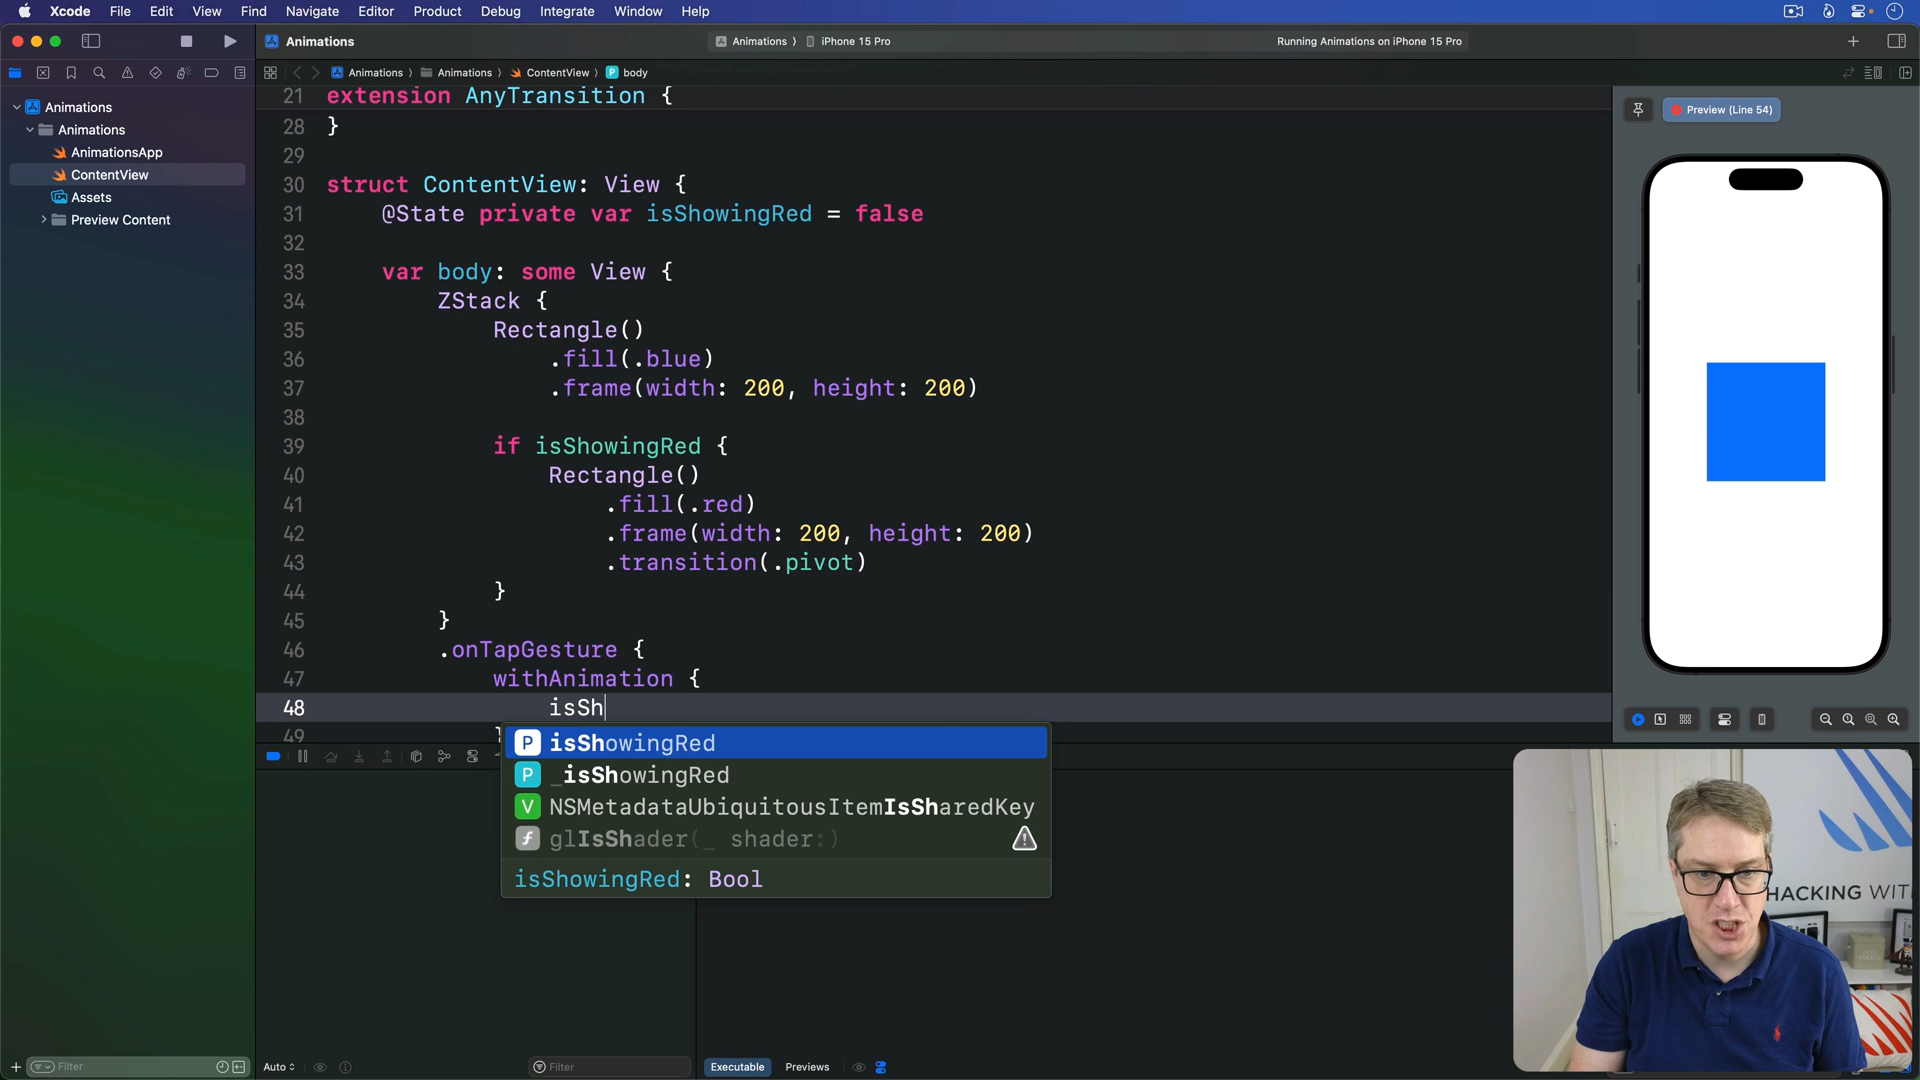 Xcode File Edit View Find Navigate Editor Product Debug Integrate Window Help
Animations
Animations 〉 iPhone 15 Pro
Running Animations on iPhone 15 Pro
Animations 〉 Animations 〉 ContentView 〉 P body
Animations
Animations
AnimationsApp
ContentView
Assets
Preview Content
21 extension AnyTransition {
28 }
29
30 struct ContentView: View {
31 @State private var isShowingRed = false
32
33 var body: some View {
34 ZStack {
35 Rectangle()
36 .fill(.blue)
37 .frame(width: 200, height: 200)
38
39 if isShowingRed {
40 Rectangle()
41 .fill(.red)
42 .frame(width: 200, height: 200)
43 .transition(.pivot)
44 }
45 }
46 .onTapGesture {
47 withAnimation {
48 isSh
49 }
P isShowingRed
P _isShowingRed
V NSMetadataUbiquitousItemIsSharedKey
f glIsShader(_ shader:)
isShowingRed: Bool
Preview (Line 54)
HACKING WIT
Filter
Auto
Filter
Executable
Previews